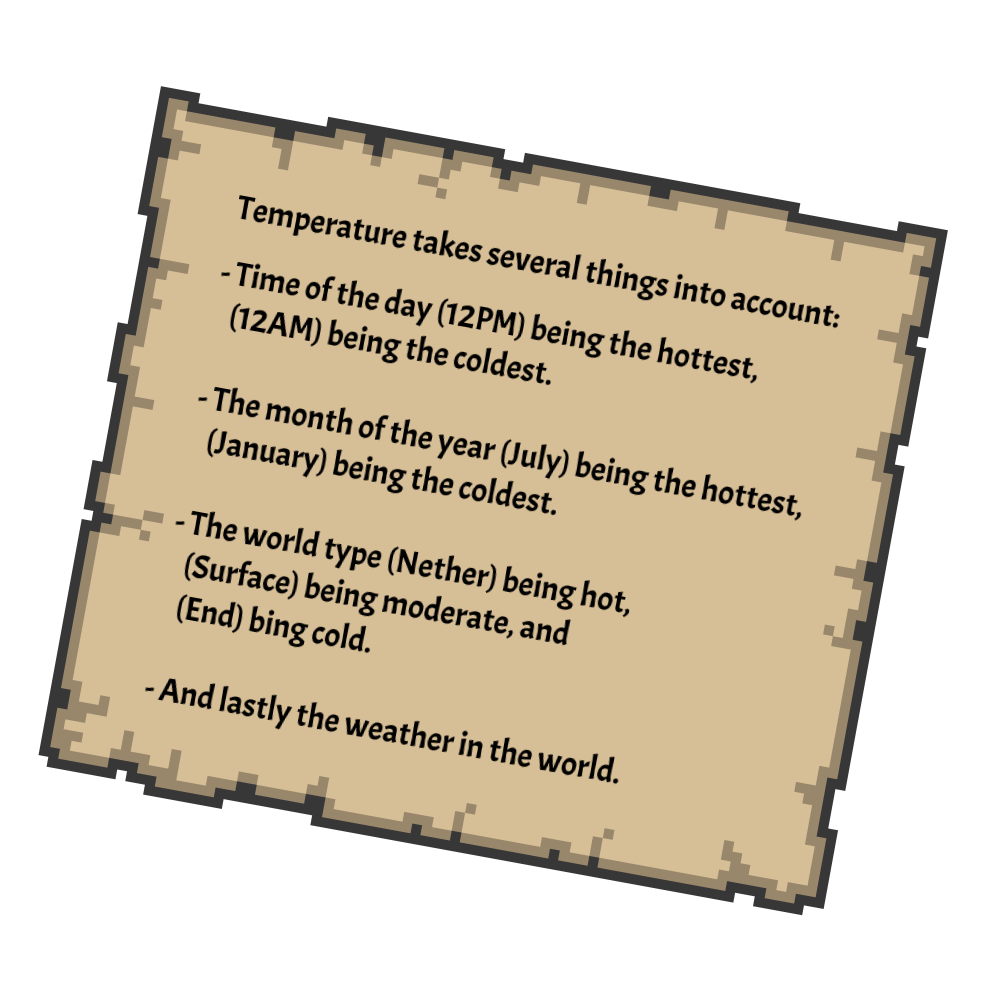 Temperature takes several things into account:
- Time of the day (12PM) being the hottest,
(12AM) being the coldest.
- The month of the year (July) being the hottest,
(January) being the coldest.
- The world type (Nether) being hot,
(Surface) being moderate, and
(End) bing cold.
- And lastly the weather in the world.